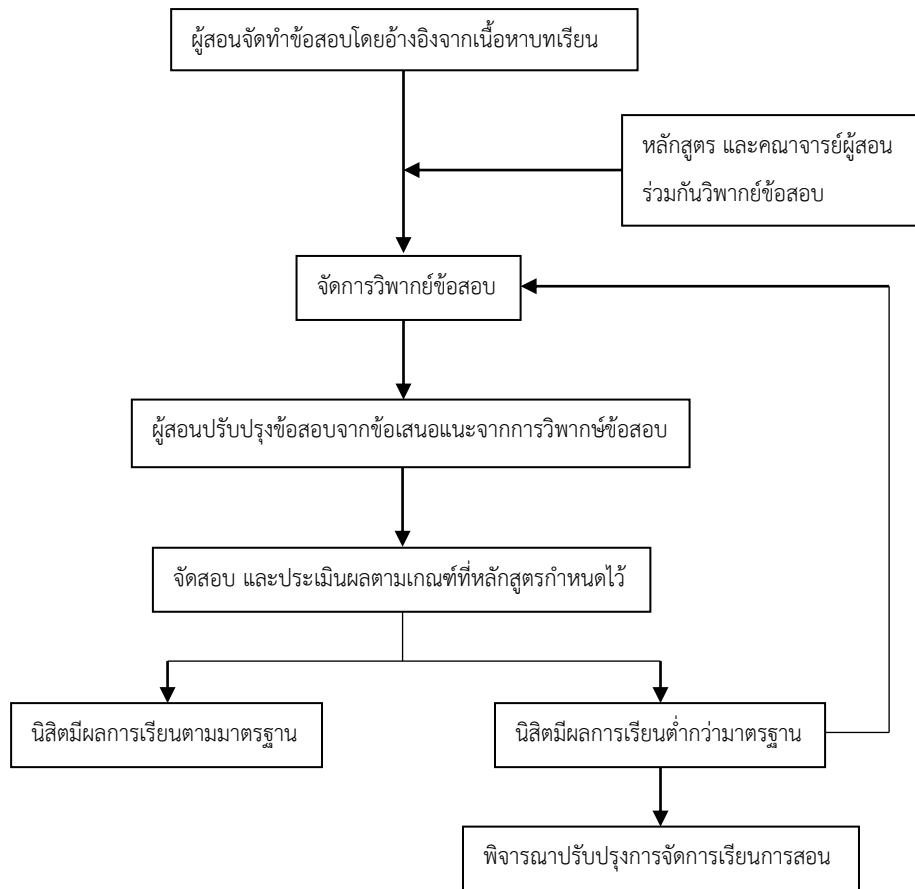 ผู้สอนจัดทำข้อสอบโดยอ้างอิงจากเนื้อหาบทเรียน
หลักสูตร และคณาจารย์ผู้สอน
ร่วมกันวิพากย์ข้อสอบ
จัดการวิพากย์ข้อสอบ
ผู้สอนปรับปรุงข้อสอบจากข้อเสนอแนะจากการวิพากษ์ข้อสอบ
จัดสอบ และประเมินผลตามเกณฑ์ที่หลักสูตรกำหนดไว้
นิสิตมีผลการเรียนตามมาตรฐาน
นิสิตมีผลการเรียนต่ำกว่ามาตรฐาน
พิจารณาปรับปรุงการจัดการเรียนการสอน